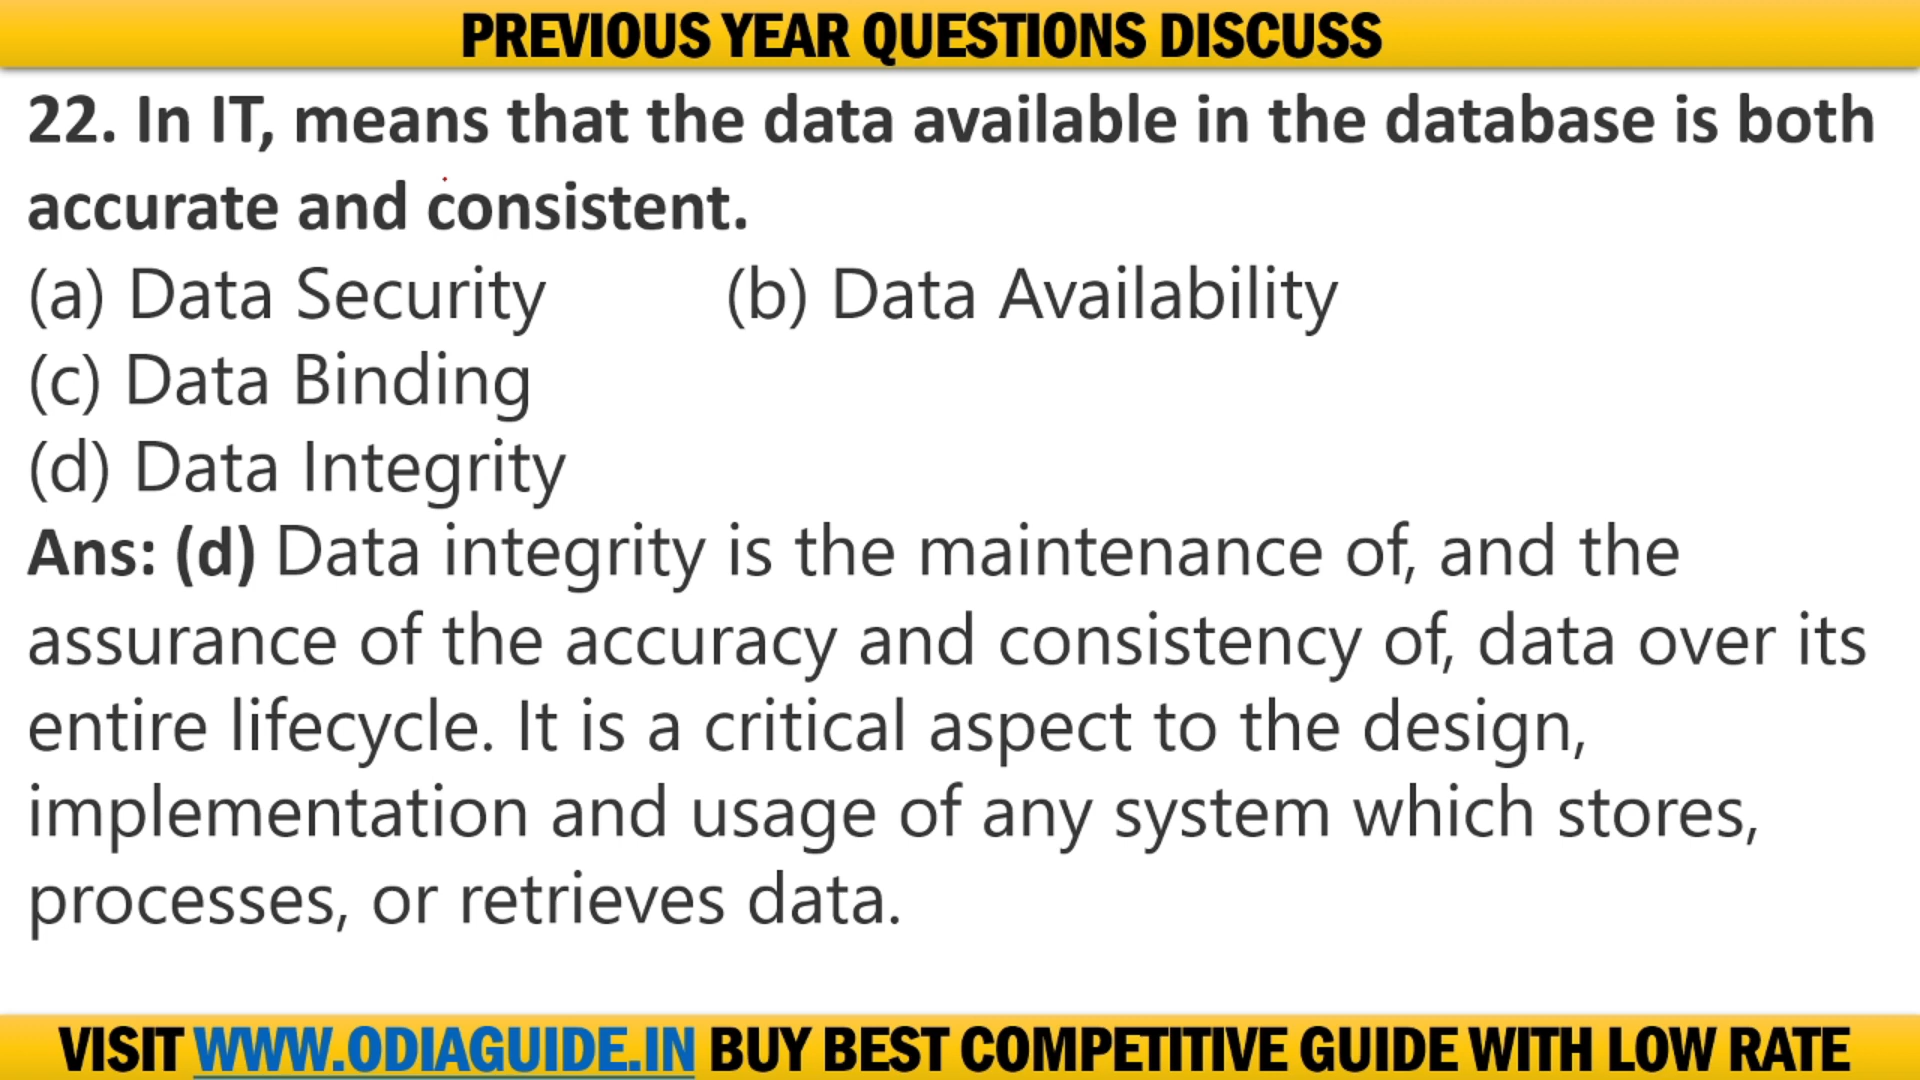 PREVIOUS YEAR QUESTIONS DISCUSS
22. In IT, means that the data available in the database is both
accurate and consistent.
(a) Data Security (b) Data Availability
(c) Data Binding
(d) Data Integrity
Ans: (d) Data integrity is the maintenance of, and the
assurance of the accuracy and consistency of, data over its
entire lifecycle. It is a critical aspect to the design,
implementation and usage of any system which stores,
processes, or retrieves data.
VISIT WWW.ODIAGUIDE.IN BUY BEST COMPETITIVE GUIDE WITH LOW RATE